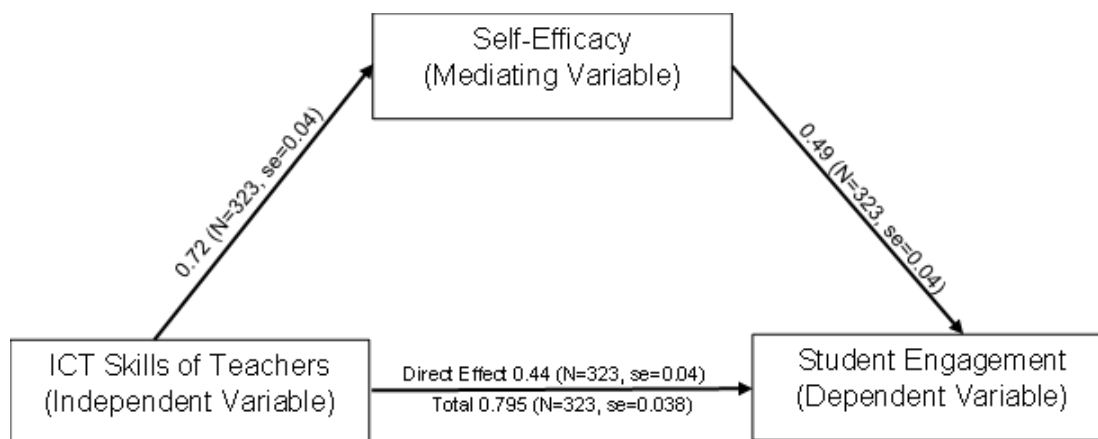 Self-Efficacy
(Mediating Variable)
0.72 (N=323, se=0.04)
0.49 (N=323, se=0.04)
ICT Skills of Teachers
(Independent Variable)
Direct Effect 0.44 (N=323, se=0.04)
Total 0.795 (N=323, se=0.038)
Student Engagement
(Dependent Variable)